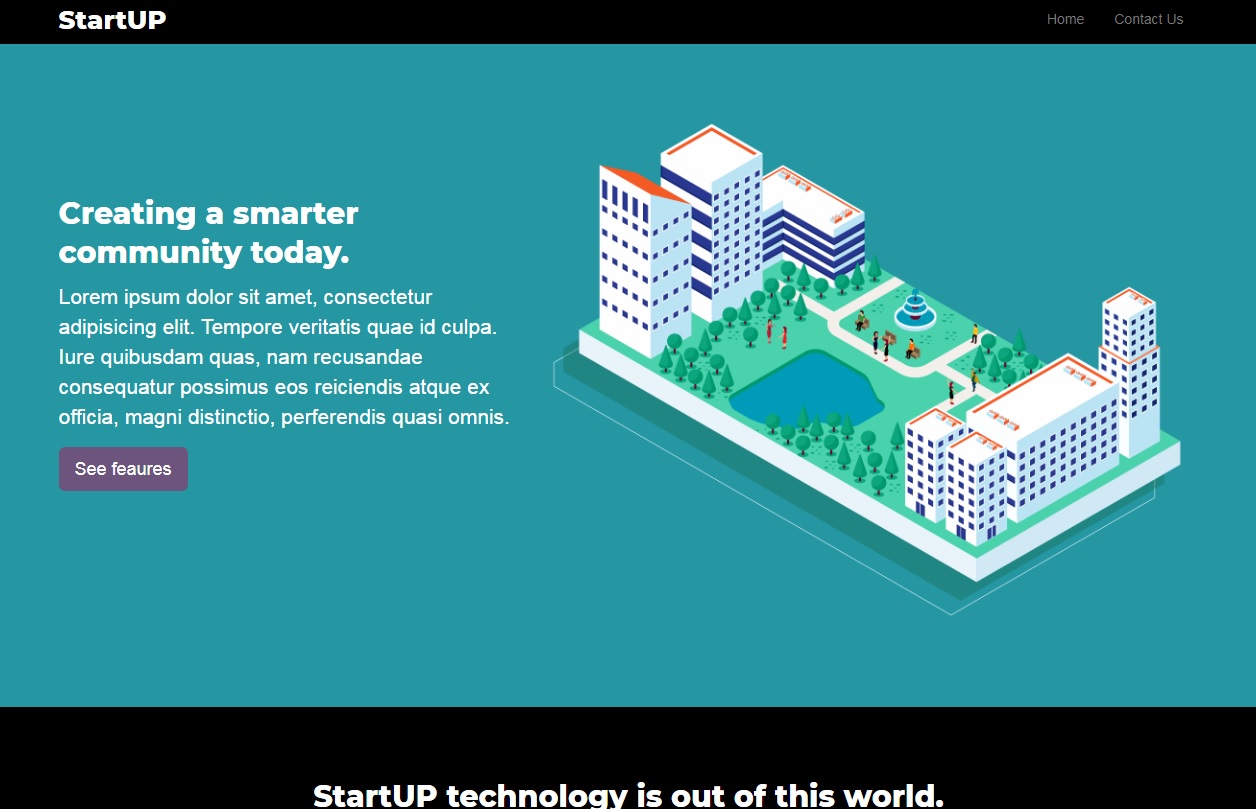 StartUP
Home Contact Us
Creating a smarter
community today.
Lorem ipsum dolor sit amet, consectetur
adipisicing elit. Tempore veritatis quae id culpa.
Iure quibusdam quas, nam recusandae
consequatur possimus eos reiciendis atque ex
officia, magni distinctio, perferendis quasi omnis.
See feaures
StartUP technology is out of this world.